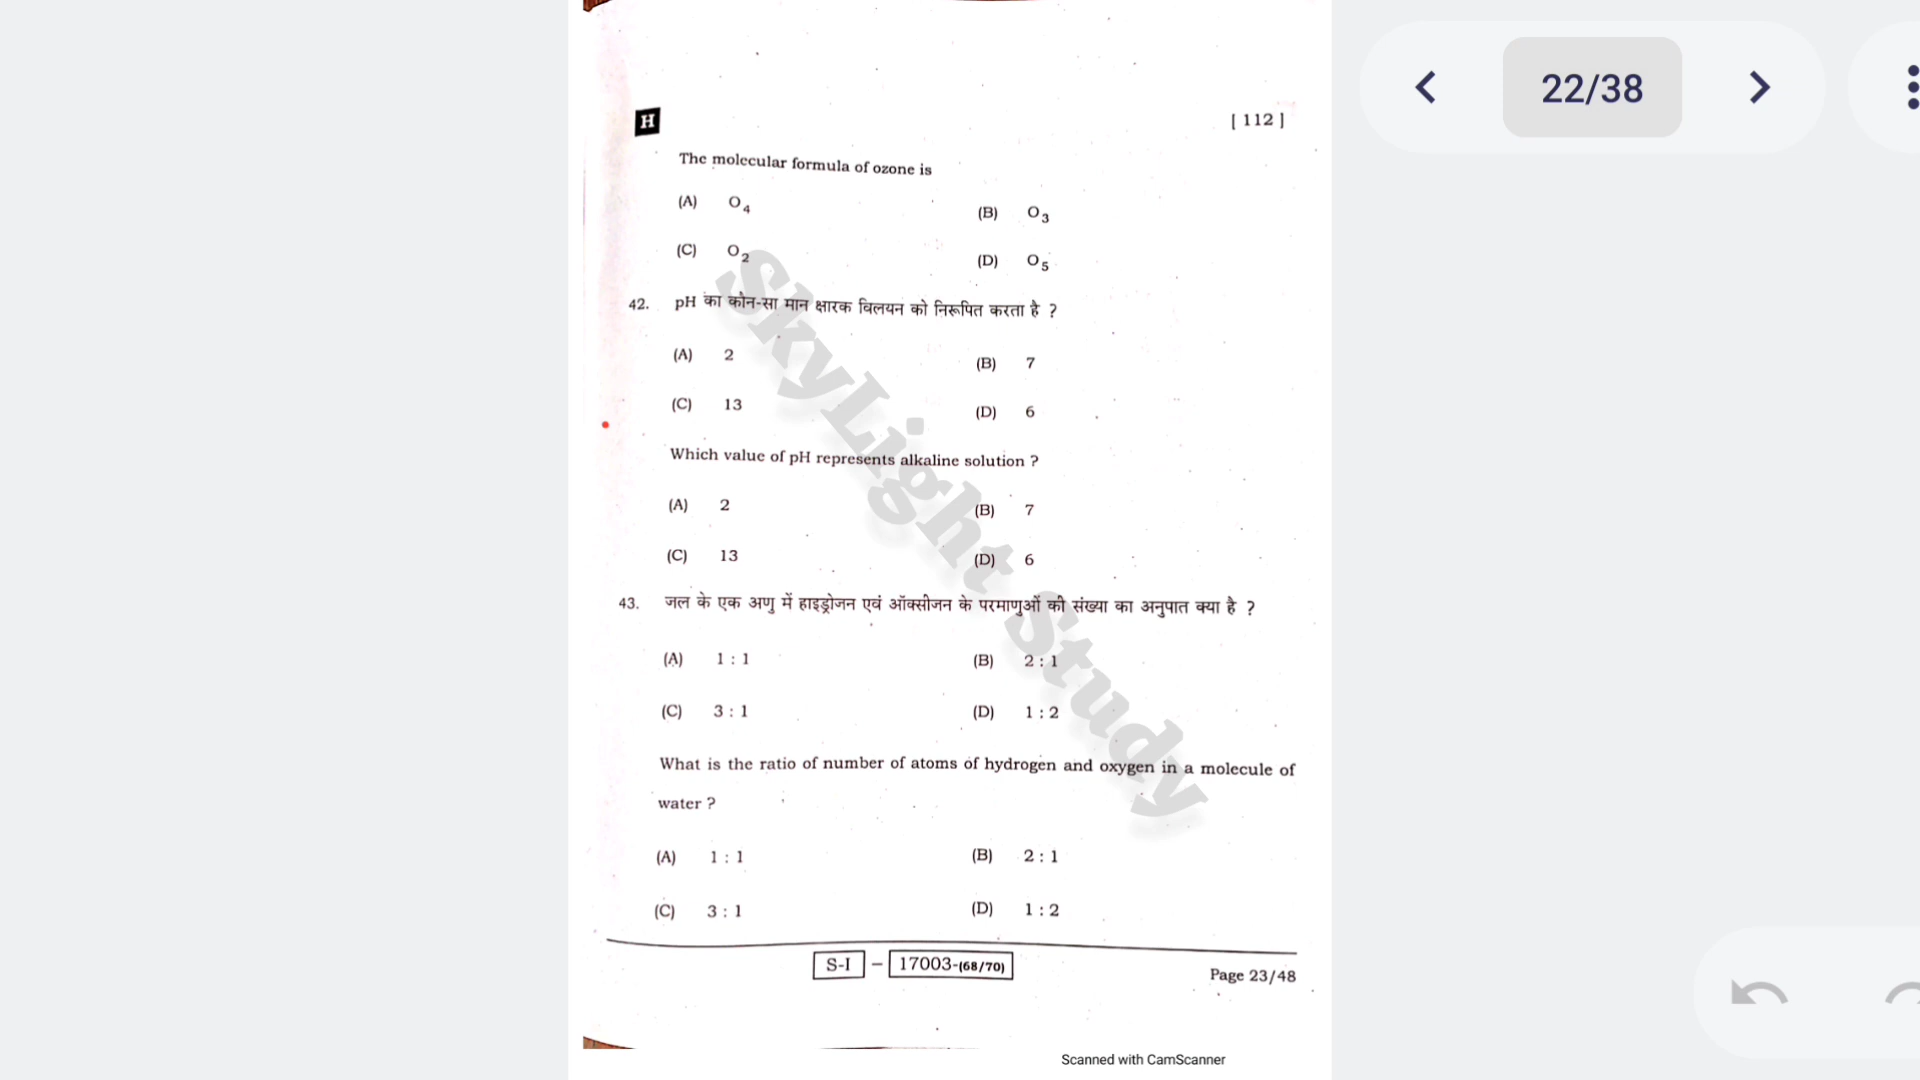 22/38
H
[ 112 ]
The molecular formula of ozone is
(A) O4 (B) O3
(C) O2 (D) O5
42. pH का कौन-सा मान क्षारक विलयन को निरूपित करता है ?
(A) 2 (B) 7
(C) 13 (D) 6
Which value of pH represents alkaline solution ?
(A) 2 (B) 7
(C) 13 (D) 6
43. जल के एक अणु में हाइड्रोजन एवं ऑक्सीजन के परमाणुओं की संख्या का अनुपात क्या है ?
(A) 1 : 1 (B) 2 : 1
(C) 3 : 1 (D) 1 : 2
What is the ratio of number of atoms of hydrogen and oxygen in a molecule of
water ?
(A) 1 : 1 (B) 2 : 1
(C) 3 : 1 (D) 1 : 2
S-I – 17003-(68/70)
Page 23/48
Scanned with CamScanner
SkyLight Study